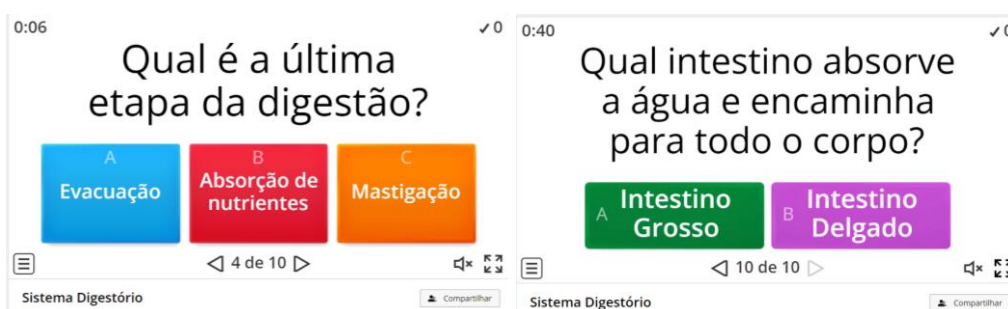 0:06
✓ 0
Qual é a última
etapa da digestão?
A
Evacuação
B
Absorção de
nutrientes
C
Mastigação
4 de 10
Sistema Digestório
Compartilhar
0:40
✓ 0
Qual intestino absorve
a água e encaminha
para todo o corpo?
A
Intestino
Grosso
B
Intestino
Delgado
10 de 10
Sistema Digestório
Compartilhar